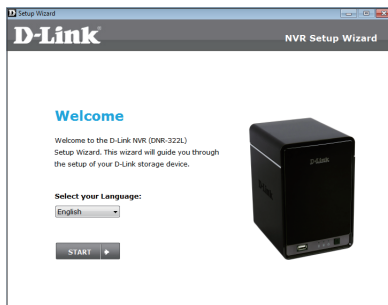 Setup Wizard
D-Link
NVR Setup Wizard
Welcome
Welcome to the D-Link NVR (DNR-322L)
Setup Wizard. This wizard will guide you through
the setup of your D-Link storage device.
Select your Language:
English
START
D-Link
D-Link